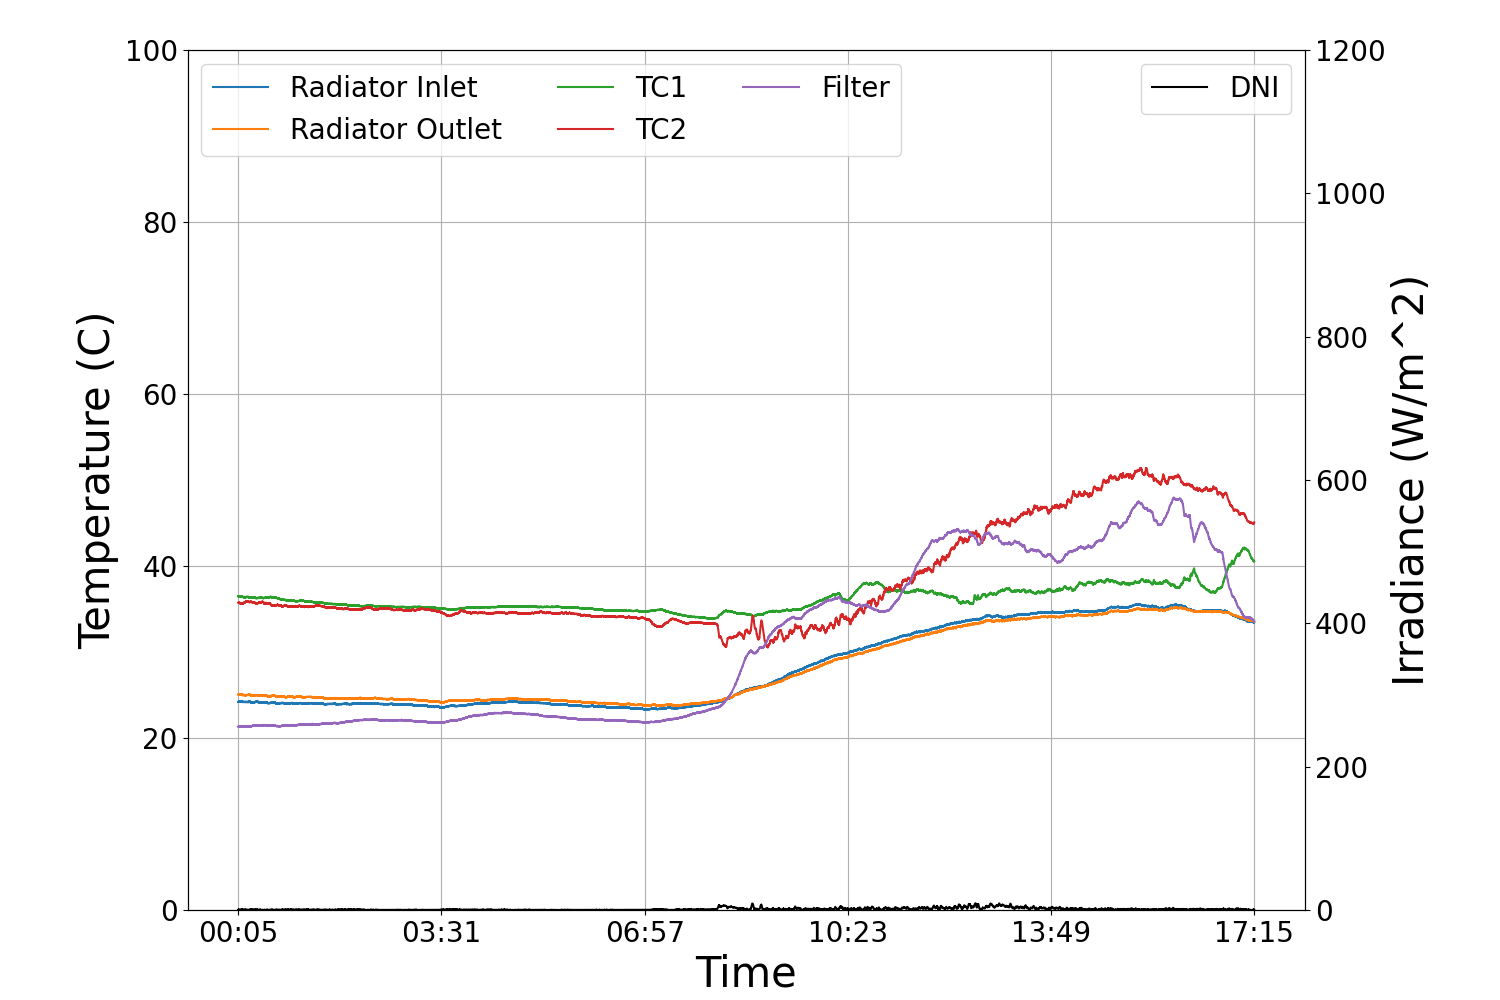 Radiator Inlet
Radiator Outlet
TC1
TC2
Filter
DNI
100
80
60
40
20
0
Temperature (C)
1200
1000
800
600
400
200
0
Irradiance (W/m^2)
00:05 03:31 06:57 10:23 13:49 17:15
Time